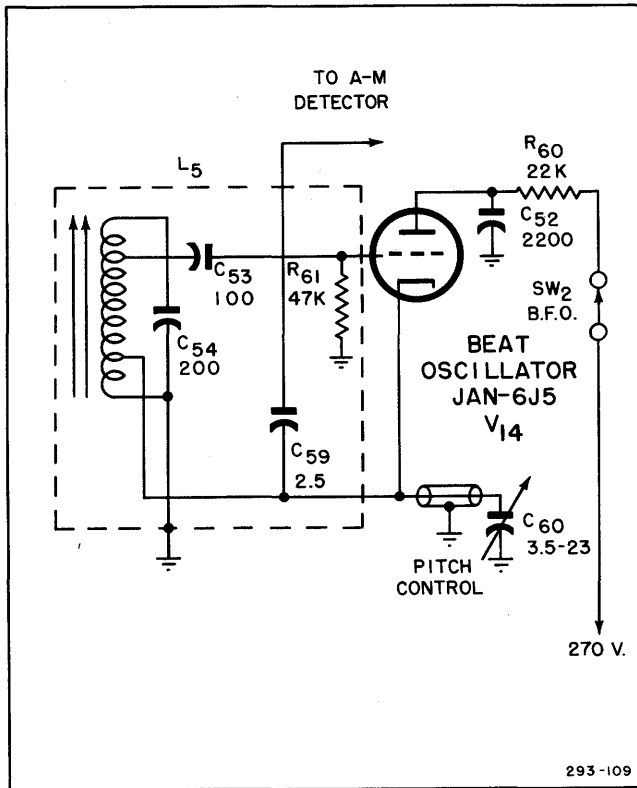 TO A-M
DETECTOR
L5
R60
22K
C52
2200
C53
100
R61
47K
C54
200
SW2
B.F.O.
BEAT
OSCILLATOR
JAN-6J5
V14
C59
2.5
C60
3.5-23
PITCH
CONTROL
270 V.
293-109